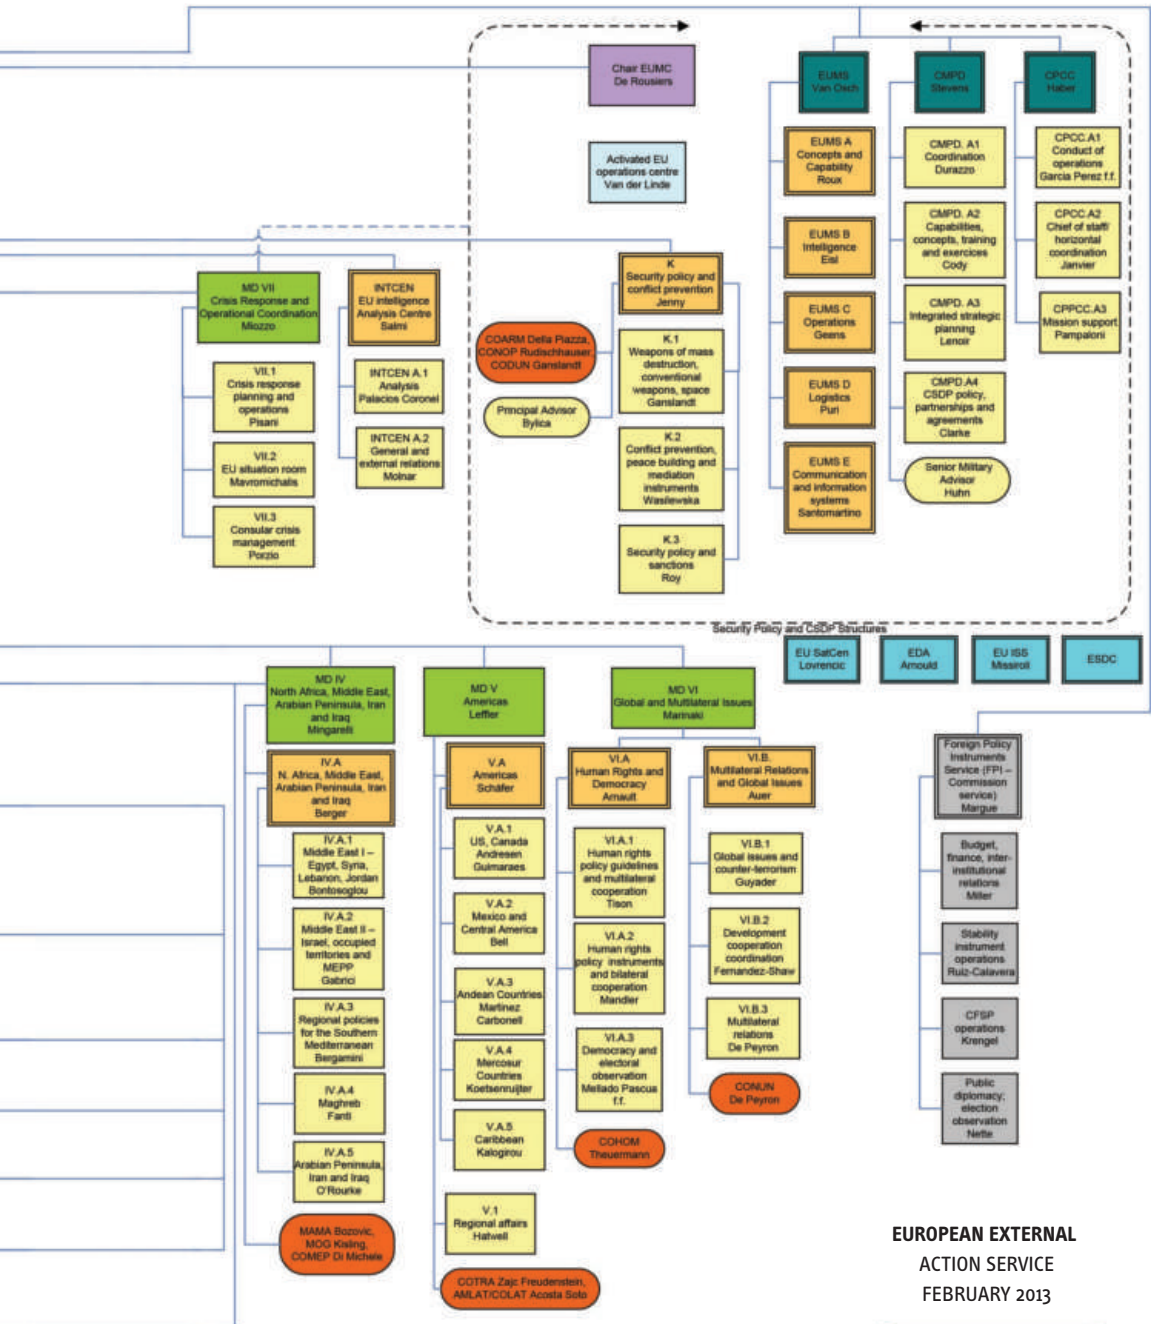 Chair EUMC
De Rousiers
Activated EU
operations centre
Van der Linde
EUMS
Van Osch
CMPD
Stevens
CPCC
Haber
EUMS A
Concepts and
Capability
Roux
EUMS B
Intelligence
Eisl
EUMS C
Operations
Geens
EUMS D
Logistics
Puri
EUMS E
Communication
and information
systems
Santomartino
CMPD. A1
Coordination
Durazzo
CMPD. A2
Capabilities,
concepts, training
and exercices
Cody
CMPD. A3
Integrated strategic
planning
Lenoir
CMPD.A4
CSDP policy,
partnerships and
agreements
Clarke
Senior Military
Advisor
Huhn
CPCC.A1
Conduct of
operations
Garcia Perez f.f.
CPCC.A2
Chief of staff/
horizontal
coordination
Janvier
CPPCC.A3
Mission support
Pampaloni
MD VII
Crisis Response and
Operational Coordination
Miozzo
VII.1
Crisis response
planning and
operations
Pisani
VII.2
EU situation room
Mavromichalis
VII.3
Consular crisis
management
Porzio
INTCEN
EU intelligence
Analysis Centre
Salmi
INTCEN A.1
Analysis
Palacios Coronel
INTCEN A.2
General and
external relations
Molnar
K
Security policy and
conflict prevention
Jenny
COARM Della Piazza,
CONOP Rudischhauser,
CODUN Ganslandt
Principal Advisor
Bylica
K.1
Weapons of mass
destruction,
conventional
weapons, space
Ganslandt
K.2
Conflict prevention,
peace building and
mediation
instruments
Wasilewska
K.3
Security policy and
sanctions
Roy
Security Policy and CSDP Structures
EU SatCen
Lovrencic
EDA
Arnould
EU ISS
Missiroli
ESDC
MD IV
North Africa, Middle East,
Arabian Peninsula, Iran
and Iraq
Mingarelli
IV.A
N. Africa, Middle East,
Arabian Peninsula, Iran
and Iraq
Berger
IV.A.1
Middle East I –
Egypt, Syria,
Lebanon, Jordan
Bontosoglou
IV.A.2
Middle East II –
Israel, occupied
territories and
MEPP
Gabrici
IV.A.3
Regional policies
for the Southern
Mediterranean
Bergamini
IV.A.4
Maghreb
Fanti
IV.A.5
Arabian Peninsula,
Iran and Iraq
O'Rourke
MAMA Bozovic,
MOG Kisling,
COMEP Di Michele
MD V
Americas
Leffler
V.A
Americas
Schäfer
V.A.1
US, Canada
Andresen
Guimaraes
V.A.2
Mexico and
Central America
Bell
V.A.3
Andean Countries
Martinez
Carbonell
V.A.4
Mercosur
Countries
Koetsenruijter
V.A.5
Caribbean
Kalogirou
V.1
Regional affairs
Hatwell
COTRA Zajc Freudenstein,
AMLAT/COLAT Acosta Soto
MD VI
Global and Multilateral Issues
Marinaki
VI.A
Human Rights and
Democracy
Arnault
VI.A.1
Human rights
policy guidelines
and multilateral
cooperation
Tison
VI.A.2
Human rights
policy instruments
and bilateral
cooperation
Mandler
VI.A.3
Democracy and
electoral
observation
Mellado Pascua
f.f.
COHOM
Theuermann
VI.B.
Multilateral Relations
and Global Issues
Auer
VI.B.1
Global issues and
counter-terrorism
Guyader
VI.B.2
Development
cooperation
coordination
Fernandez-Shaw
VI.B.3
Multilateral
relations
De Peyron
CONUN
De Peyron
Foreign Policy
Instruments
Service (FPI –
Commission
service)
Margue
Budget,
finance, inter-
institutional
relations
Miller
Stability
instrument
operations
Ruiz-Calavera
CFSP
operations
Krengel
Public
diplomacy;
election
observation
Nette
EUROPEAN EXTERNAL
ACTION SERVICE
FEBRUARY 2013